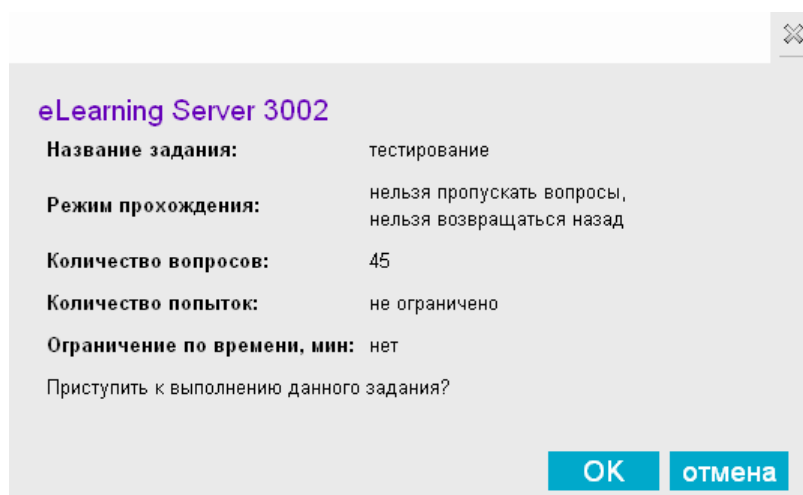 eLearning Server 3002
Название задания: тестирование
Режим прохождения: нельзя пропускать вопросы,
нельзя возвращаться назад
Количество вопросов: 45
Количество попыток: не ограничено
Ограничение по времени, мин: нет
Приступить к выполнению данного задания?
OK отмена